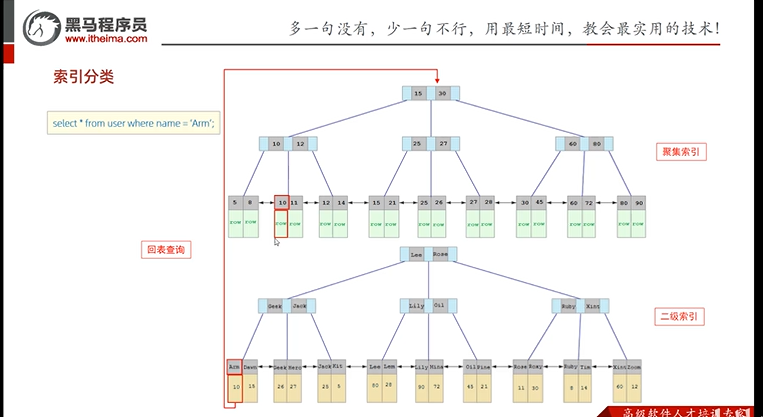 黑马程序员
www.itheima.com
多一句没有，少一句不行，用最短时间，教会最实用的技术！
索引分类
select * from user where name = 'Arm';
15 30
10 12
25 27
60 80
聚集索引
5 8 10 11 12 14 15 21 25 26 27 28 30 45 60 72 80 90
row row row row row row row row row row row row row row row row row row
回表查询
Lee Rose
Geek Jack
Lily Oil
Ruby Xint
二级索引
Arm Dawn Geek Hero Jack Kit Lee Lem Lily Nine Oil Pine Rose Roxy Ruby Tim Xint Zoom
10 15 26 27 25 5 80 28 90 72 45 21 11 30 8 14 60 12
高级软件人才培训专家